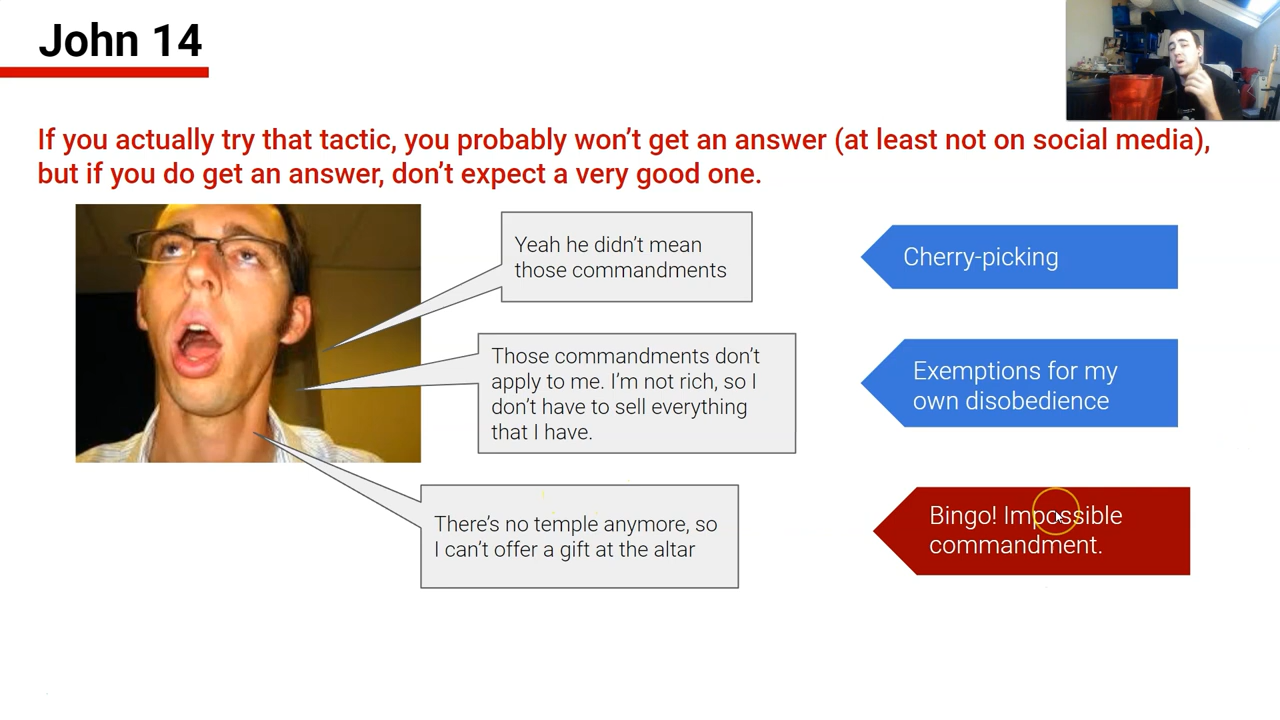 John 14
If you actually try that tactic, you probably won’t get an answer (at least not on social media),
but if you do get an answer, don’t expect a very good one.
Yeah he didn’t mean
those commandments
Cherry-picking
Those commandments don’t
apply to me. I’m not rich, so I
don’t have to sell everything
that I have.
Exemptions for my
own disobedience
There’s no temple anymore, so
I can’t offer a gift at the altar
Bingo! Impossible
commandment.